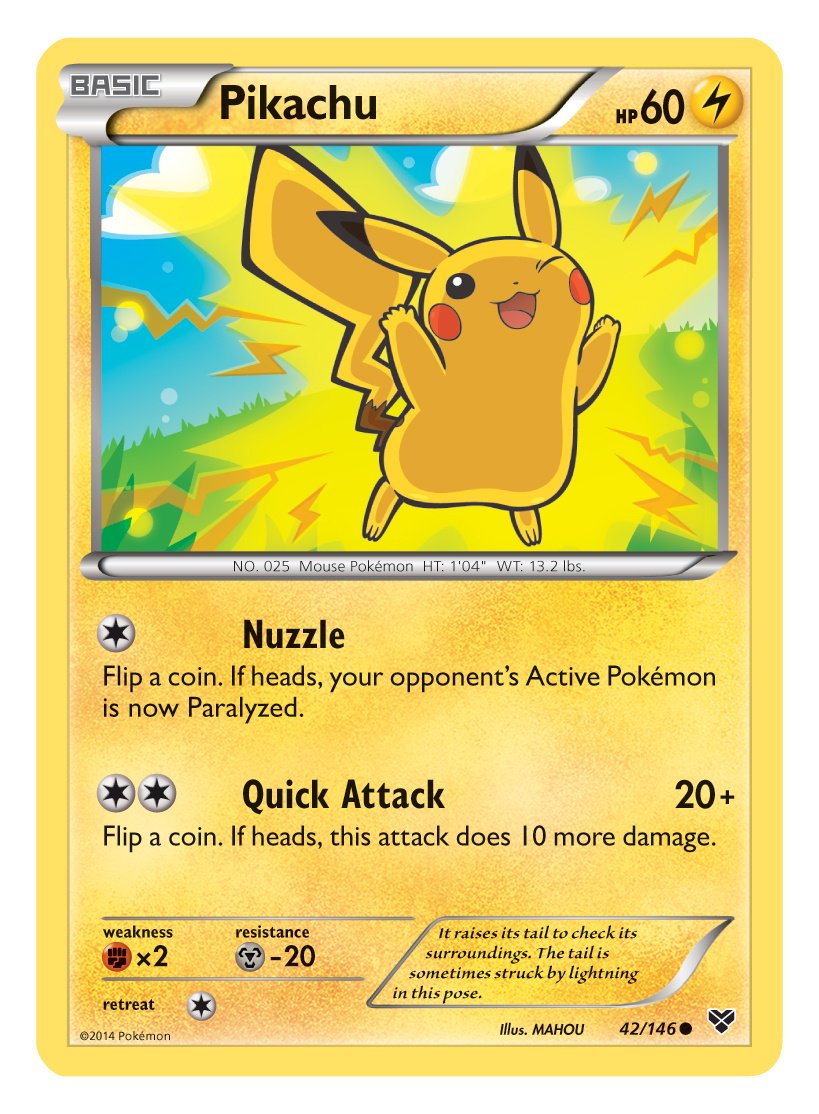 BASIC
Pikachu
HP60
NO. 025 Mouse Pokémon HT: 1'04" WT: 13.2 lbs.
Nuzzle
Flip a coin. If heads, your opponent’s Active Pokémon
is now Paralyzed.
Quick Attack 20+
Flip a coin. If heads, this attack does 10 more damage.
weakness
×2
resistance
-20
It raises its tail to check its
surroundings. The tail is
sometimes struck by lightning
in this pose.
retreat
©2014 Pokémon
Illus. MAHOU
42/146